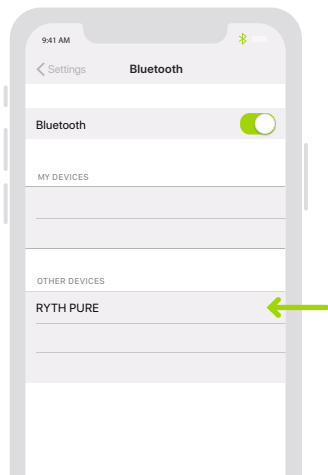 9:41 AM
Settings
Bluetooth
Bluetooth
MY DEVICES
OTHER DEVICES
RYTH PURE